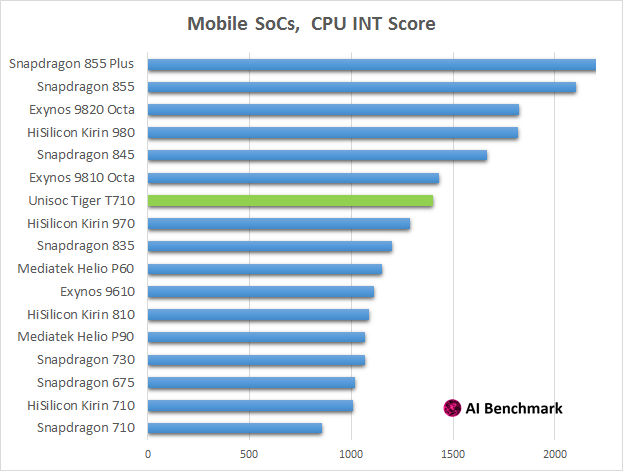 Mobile SoCs,  CPU INT Score
Snapdragon 855 Plus
Snapdragon 855
Exynos 9820 Octa
HiSilicon Kirin 980
Snapdragon 845
Exynos 9810 Octa
Unisoc Tiger T710
HiSilicon Kirin 970
Snapdragon 835
Mediatek Helio P60
Exynos 9610
HiSilicon Kirin 810
Mediatek Helio P90
Snapdragon 730
Snapdragon 675
HiSilicon Kirin 710
Snapdragon 710
AI Benchmark
0 500 1000 1500 2000